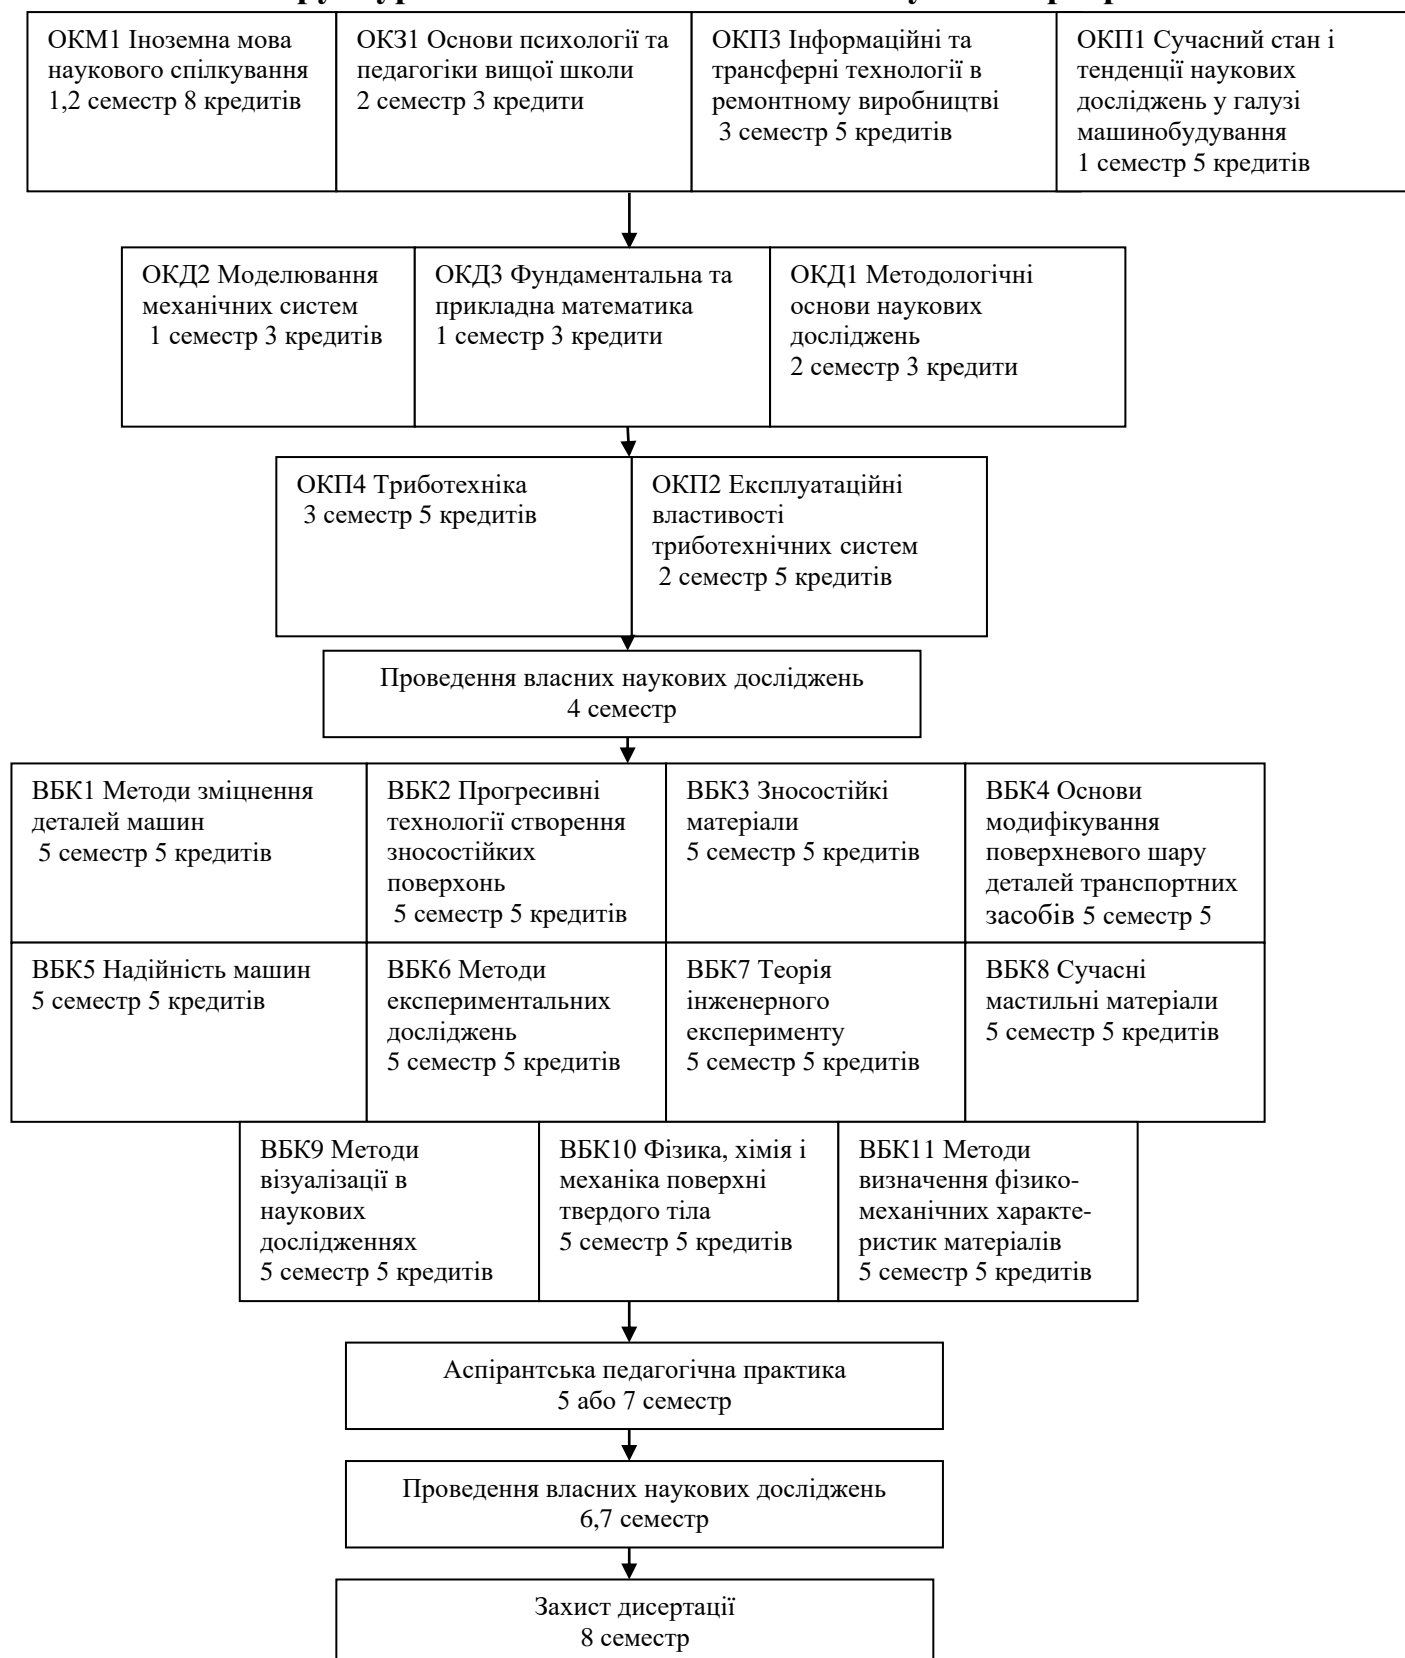 ОКМ1 Іноземна мова
наукового спілкування
1,2 семестр 8 кредитів
ОКЗ1 Основи психології та
педагогіки вищої школи
2 семестр 3 кредити
ОКП3 Інформаційні та
трансферні технології в
ремонтному виробництві
3 семестр 5 кредитів
ОКП1 Сучасний стан і
тенденції наукових
досліджень у галузі
машинобудування
1 семестр 5 кредитів
ОКД2 Моделювання
механічних систем
1 семестр 3 кредитів
ОКД3 Фундаментальна та
прикладна математика
1 семестр 3 кредити
ОКД1 Методологічні
основи наукових
досліджень
2 семестр 3 кредити
ОКП4 Триботехніка
3 семестр 5 кредитів
ОКП2 Експлуатаційні
властивості
триботехнічних систем
2 семестр 5 кредитів
Проведення власних наукових досліджень
4 семестр
ВБК1 Методи зміцнення
деталей машин
5 семестр 5 кредитів
ВБК2 Прогресивні
технології створення
зносостійких
поверхонь
5 семестр 5 кредитів
ВБК3 Зносостійкі
матеріали
5 семестр 5 кредитів
ВБК4 Основи
модифікування
поверхневого шару
деталей транспортних
засобів 5 семестр 5
ВБК5 Надійність машин
5 семестр 5 кредитів
ВБК6 Методи
експериментальних
досліджень
5 семестр 5 кредитів
ВБК7 Теорія
інженерного
експерименту
5 семестр 5 кредитів
ВБК8 Сучасні
мастильні матеріали
5 семестр 5 кредитів
ВБК9 Методи
візуалізації в
наукових
дослідженнях
5 семестр 5 кредитів
ВБК10 Фізика, хімія і
механіка поверхні
твердого тіла
5 семестр 5 кредитів
ВБК11 Методи
визначення фізико-
механічних характе-
ристик матеріалів
5 семестр 5 кредитів
Аспірантська педагогічна практика
5 або 7 семестр
Проведення власних наукових досліджень
6,7 семестр
Захист дисертації
8 семестр